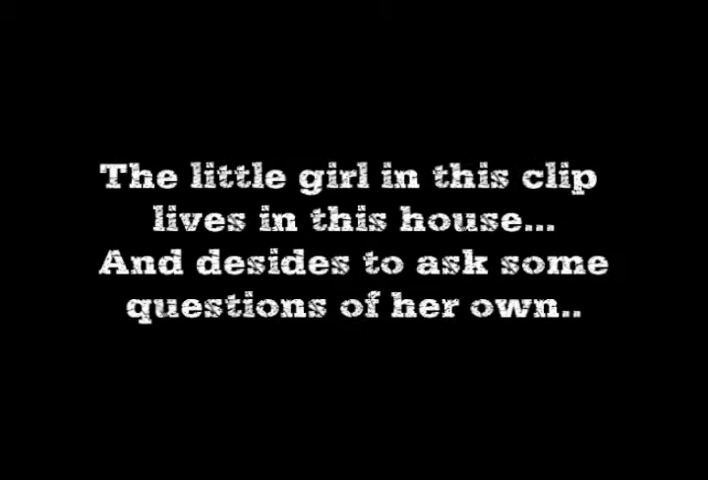 The little girl in this clip
lives in this house...
And desides to ask some
questions of her own..